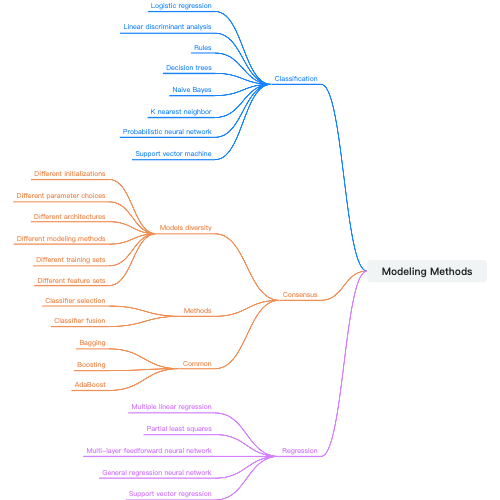 Logistic regression
Linear discriminant analysis
Rules
Decision trees
Naive Bayes
K nearest neighbor
Probabilistic neural network
Support vector machine
Classification
Different initializations
Different parameter choices
Different architectures
Different modeling methods
Different training sets
Different feature sets
Models diversity
Classifier selection
Classifier fusion
Methods
Bagging
Boosting
AdaBoost
Common
Consensus
Multiple linear regression
Partial least squares
Multi-layer feedforward neural network
General regression neural network
Support vector regression
Regression
Modeling Methods